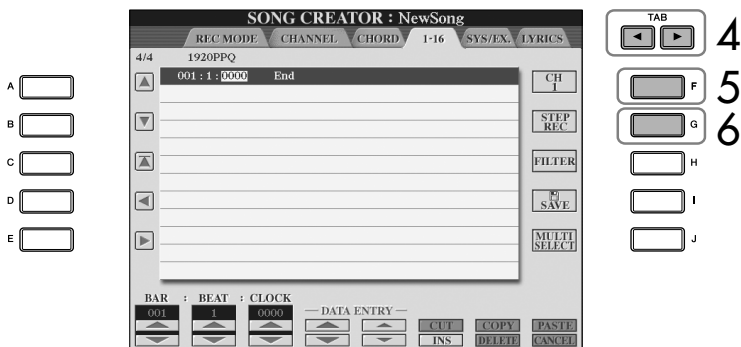 SONG CREATOR : NewSong
REC MODE CHANNEL CHORD 1-16 SYS/EX. LYRICS
4/4 1920PPQ
001 : 1 : 0000 End
CH
1
STEP
REC
FILTER
SAVE
MULTI
SELECT
BAR : BEAT : CLOCK
001 1 0000
DATA ENTRY
CUT COPY PASTE
INS DELETE CANCEL
A
B
C
D
E
TAB
4
F 5
G 6
H
I
J